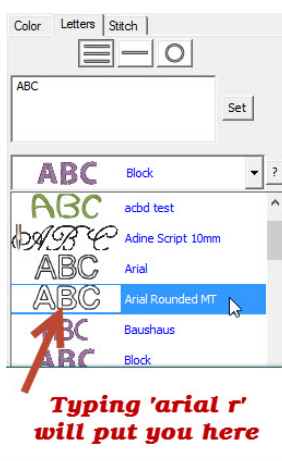 Color Letters Stitch
ABC
Set
ABC Block ?
ABC acbd test
ABC Adine Script 10mm
ABC Arial
ABC Arial Rounded MT
ABC Baushaus
ABC Block
Typing 'arial r'
will put you here